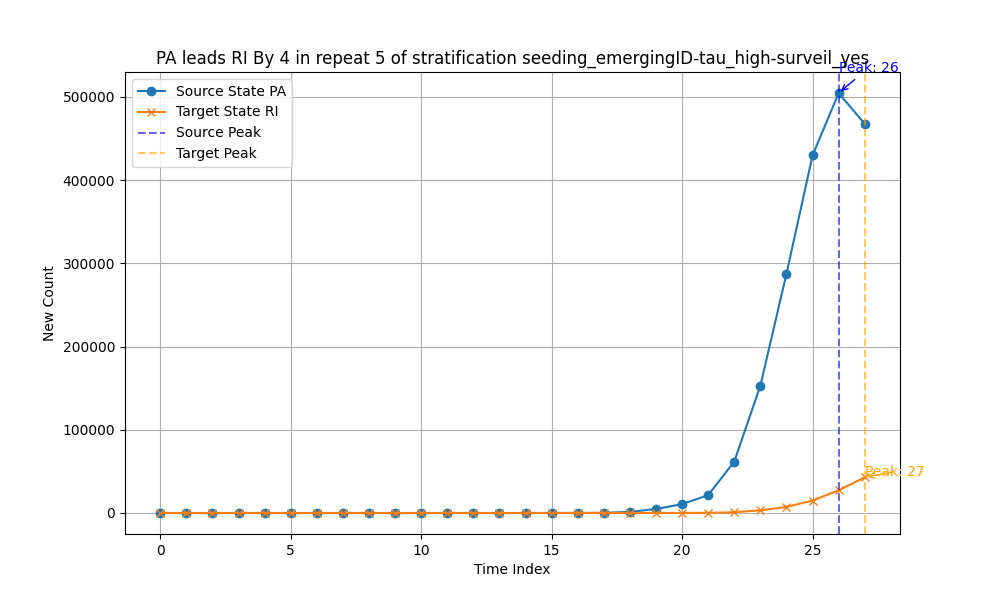 PA leads RI By 4 in repeat 5 of stratification seeding_emergingID-tau_high-surveil_yes
Peak: 26
Source State PA
Target State RI
Source Peak
Target Peak
500000
400000
300000
200000
100000
0
New Count
Peak: 27
0 5 10 15 20 25
Time Index